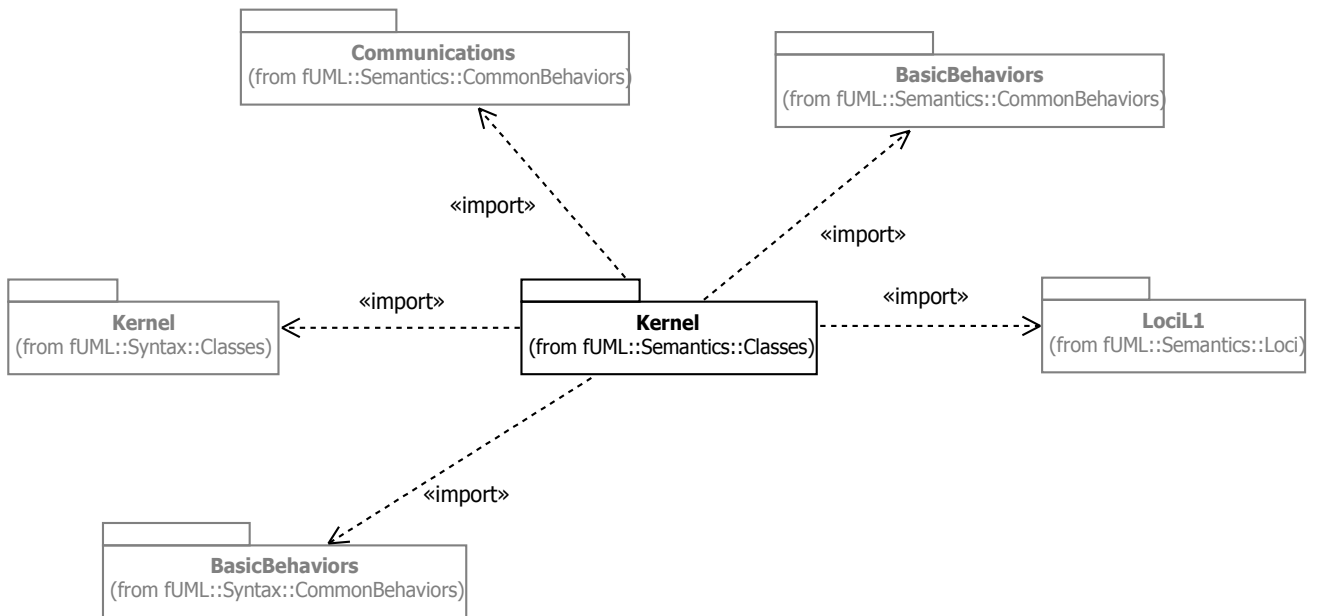 Communications
(from fUML::Semantics::CommonBehaviors)
BasicBehaviors
(from fUML::Semantics::CommonBehaviors)
«import»
«import»
«import»
«import»
Kernel
(from fUML::Syntax::Classes)
Kernel
(from fUML::Semantics::Classes)
LociL1
(from fUML::Semantics::Loci)
«import»
BasicBehaviors
(from fUML::Syntax::CommonBehaviors)